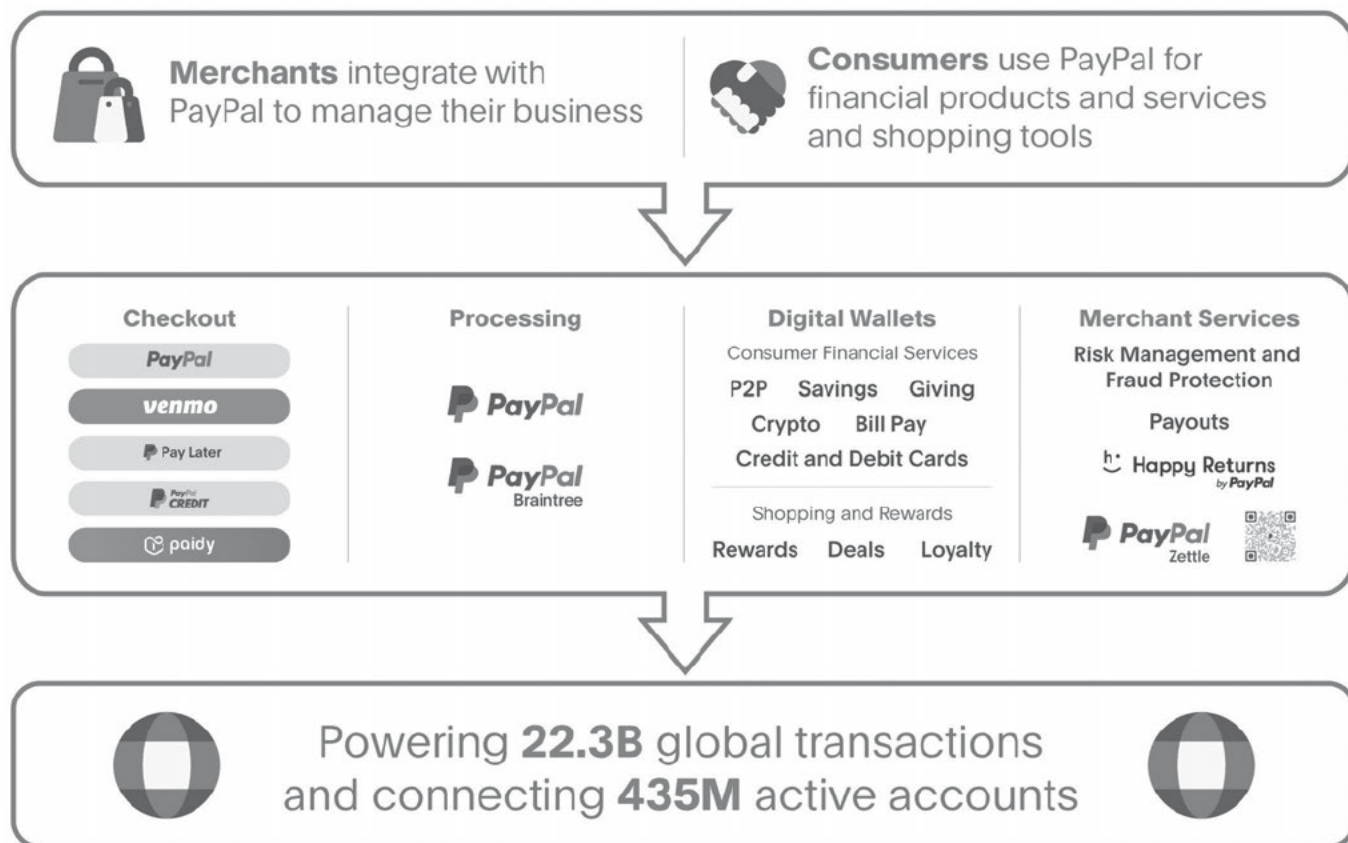 Merchants integrate with
PayPal to manage their business
Consumers use PayPal for
financial products and services
and shopping tools
Checkout
PayPal
venmo
Pay Later
PayPal
CREDIT
paidy
Processing
PayPal
PayPal
Braintree
Digital Wallets
Consumer Financial Services
P2P Savings Giving
Crypto Bill Pay
Credit and Debit Cards
Shopping and Rewards
Rewards Deals Loyalty
Merchant Services
Risk Management and
Fraud Protection
Payouts
h. Happy Returns
by PayPal
PayPal
Zettle
Powering 22.3B global transactions
and connecting 435M active accounts